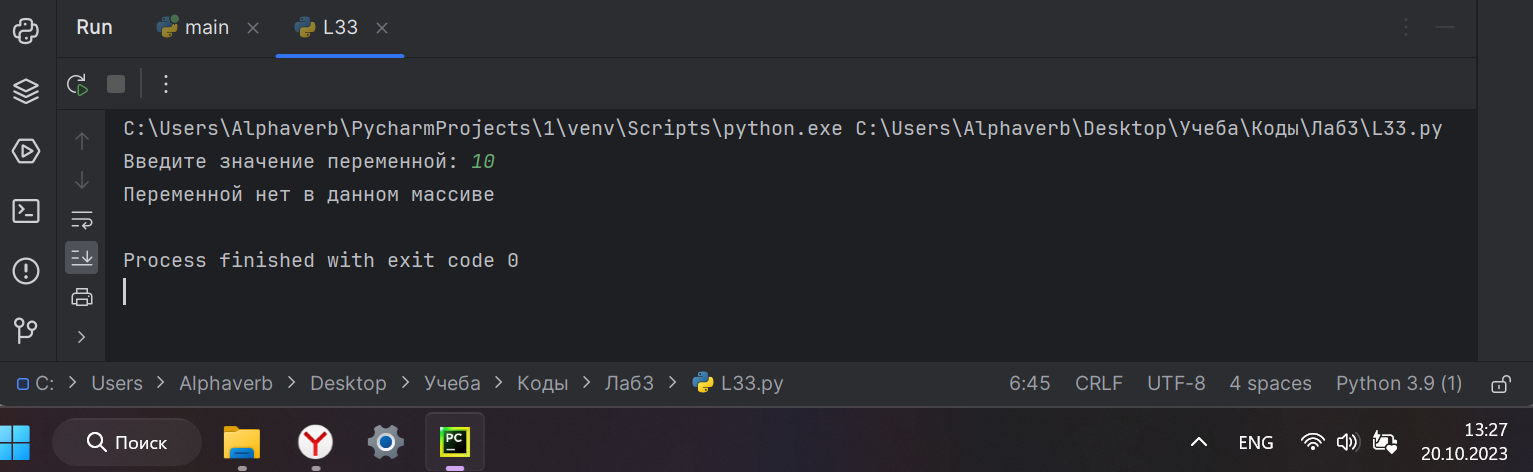 Run main L33
C:\Users\Alphaverb\PycharmProjects\1\venv\Scripts\python.exe C:\Users\Alphaverb\Desktop\Учеба\Коды\Лаб3\L33.py
Введите значение переменной: 10
Переменной нет в данном массиве
Process finished with exit code 0
C: > Users > Alphaverb > Desktop > Учеба > Коды > Лаб3 > L33.py 6:45 CRLF UTF-8 4 spaces Python 3.9 (1)
Поиск PC ENG 13:27
20.10.2023